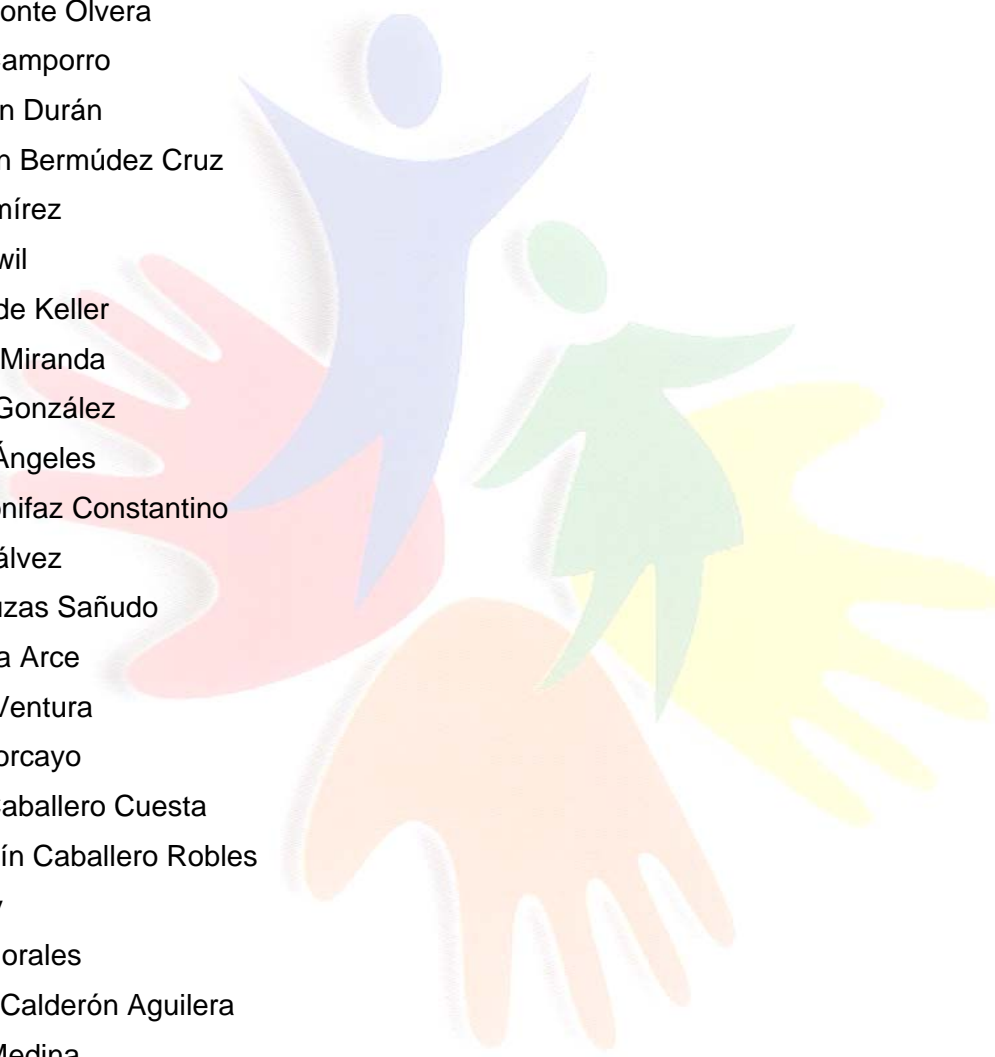 onte Olvera
amporro
n Durán
n Bermúdez Cruz
mírez
wil
de Keller
Miranda
González
Ángeles
onifaz Constantino
álvez
uzas Sañudo
a Arce
Ventura
orcayo
Caballero Cuesta
ín Caballero Robles
y
orales
Calderón Aguilera
Medina